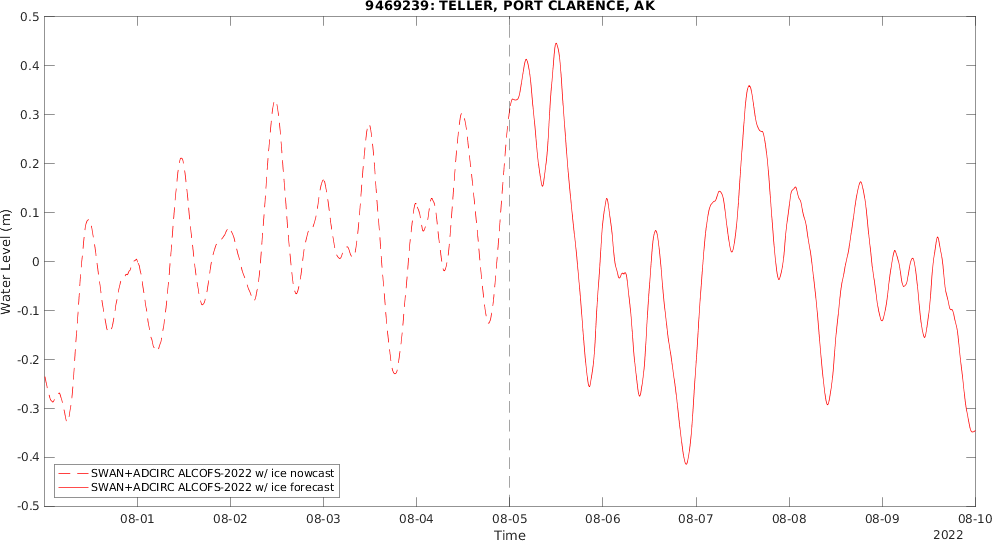 9469239: TELLER, PORT CLARENCE, AK
0.5
0.4
0.3
0.2
0.1
0
-0.1
-0.2
-0.3
-0.4
-0.5
Water Level (m)
SWAN+ADCIRC ALCOFS-2022 w/ ice nowcast
SWAN+ADCIRC ALCOFS-2022 w/ ice forecast
08-01 08-02 08-03 08-04 08-05 08-06 08-07 08-08 08-09 08-10
Time
2022